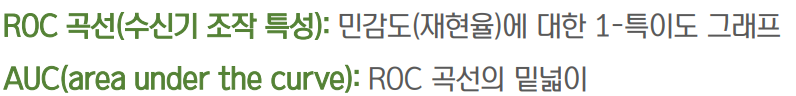 ROC 곡선(수신기 조작 특성): 민감도(재현율)에 대한 1-특이도 그래프
AUC(area under the curve): ROC 곡선의 밑넓이